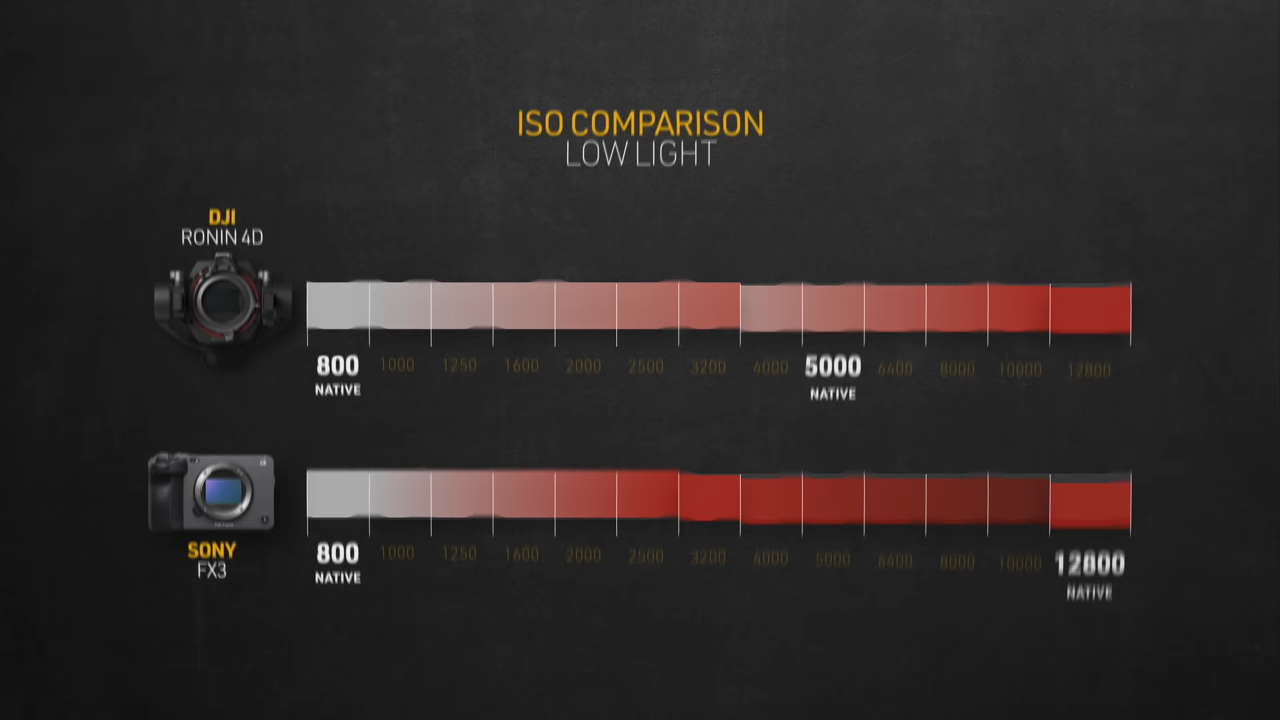 ISO COMPARISON
LOW LIGHT
DJI
RONIN 4D
800 1000 1250 1600 2000 2500 3200 4000 5000 6400 8000 10000 12800
NATIVE NATIVE
SONY
FX3
800 1000 1250 1600 2000 2500 3200 4000 5000 6400 8000 10000 12800
NATIVE NATIVE